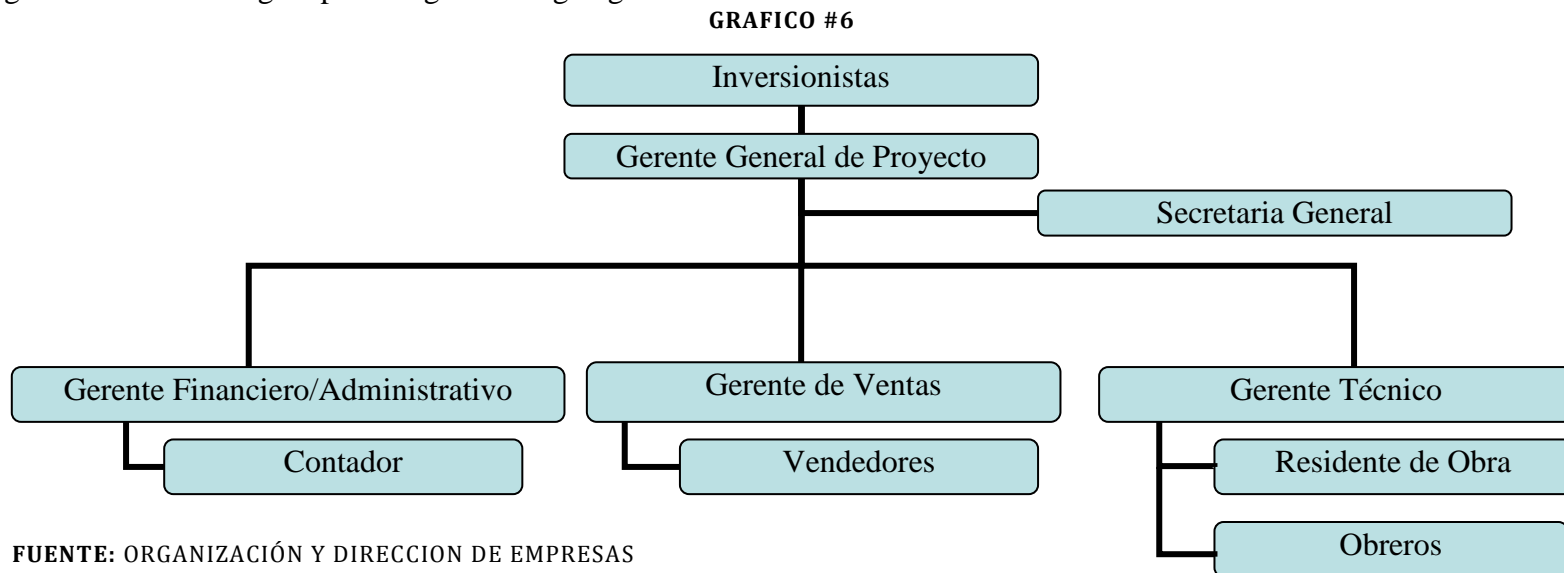 GRAFICO #6
Inversionistas
Gerente General de Proyecto
Secretaria General
Gerente Financiero/Administrativo
Gerente de Ventas
Gerente Técnico
Contador
Vendedores
Residente de Obra
Obreros
FUENTE: ORGANIZACIÓN Y DIRECCION DE EMPRESAS